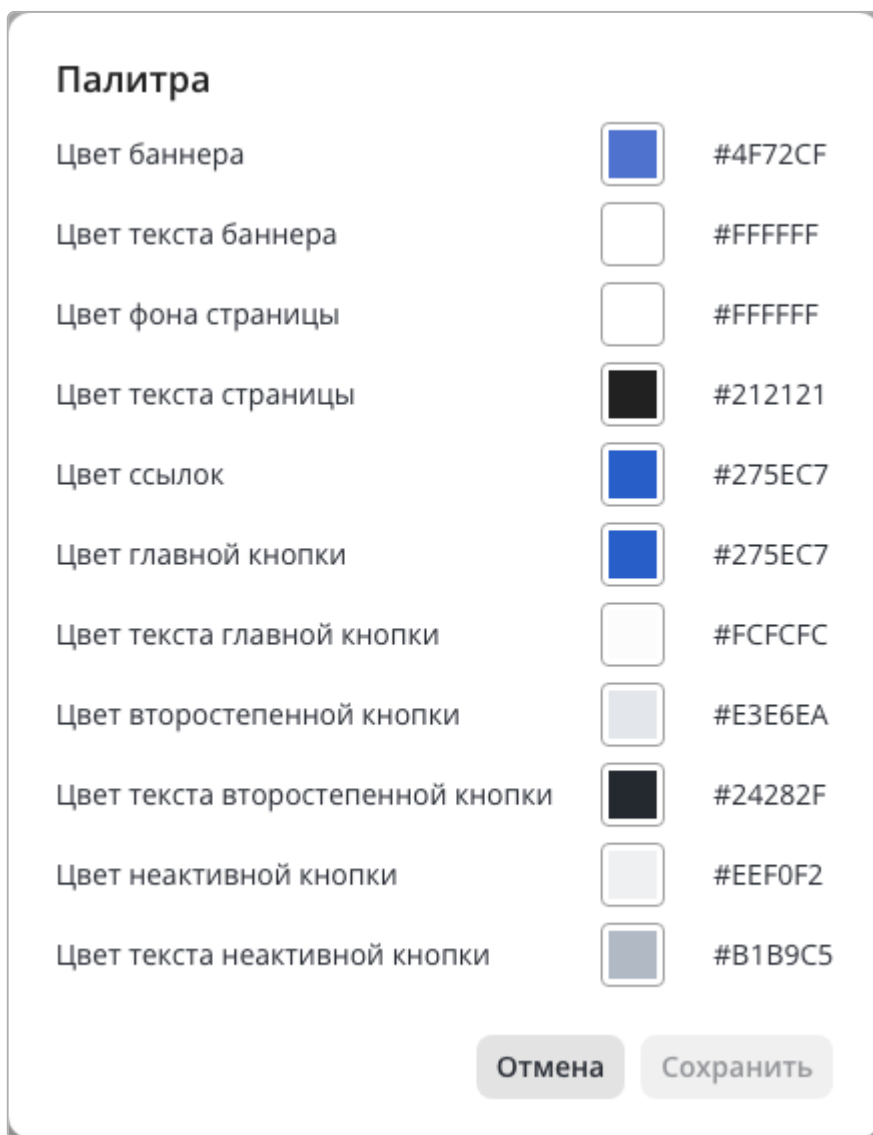 Палитра
Цвет баннера #4F72CF
Цвет текста баннера #FFFFFF
Цвет фона страницы #FFFFFF
Цвет текста страницы #212121
Цвет ссылок #275EC7
Цвет главной кнопки #275EC7
Цвет текста главной кнопки #FCFCFC
Цвет второстепенной кнопки #E3E6EA
Цвет текста второстепенной кнопки #24282F
Цвет неактивной кнопки #EEF0F2
Цвет текста неактивной кнопки #B1B9C5
Отмена Сохранить